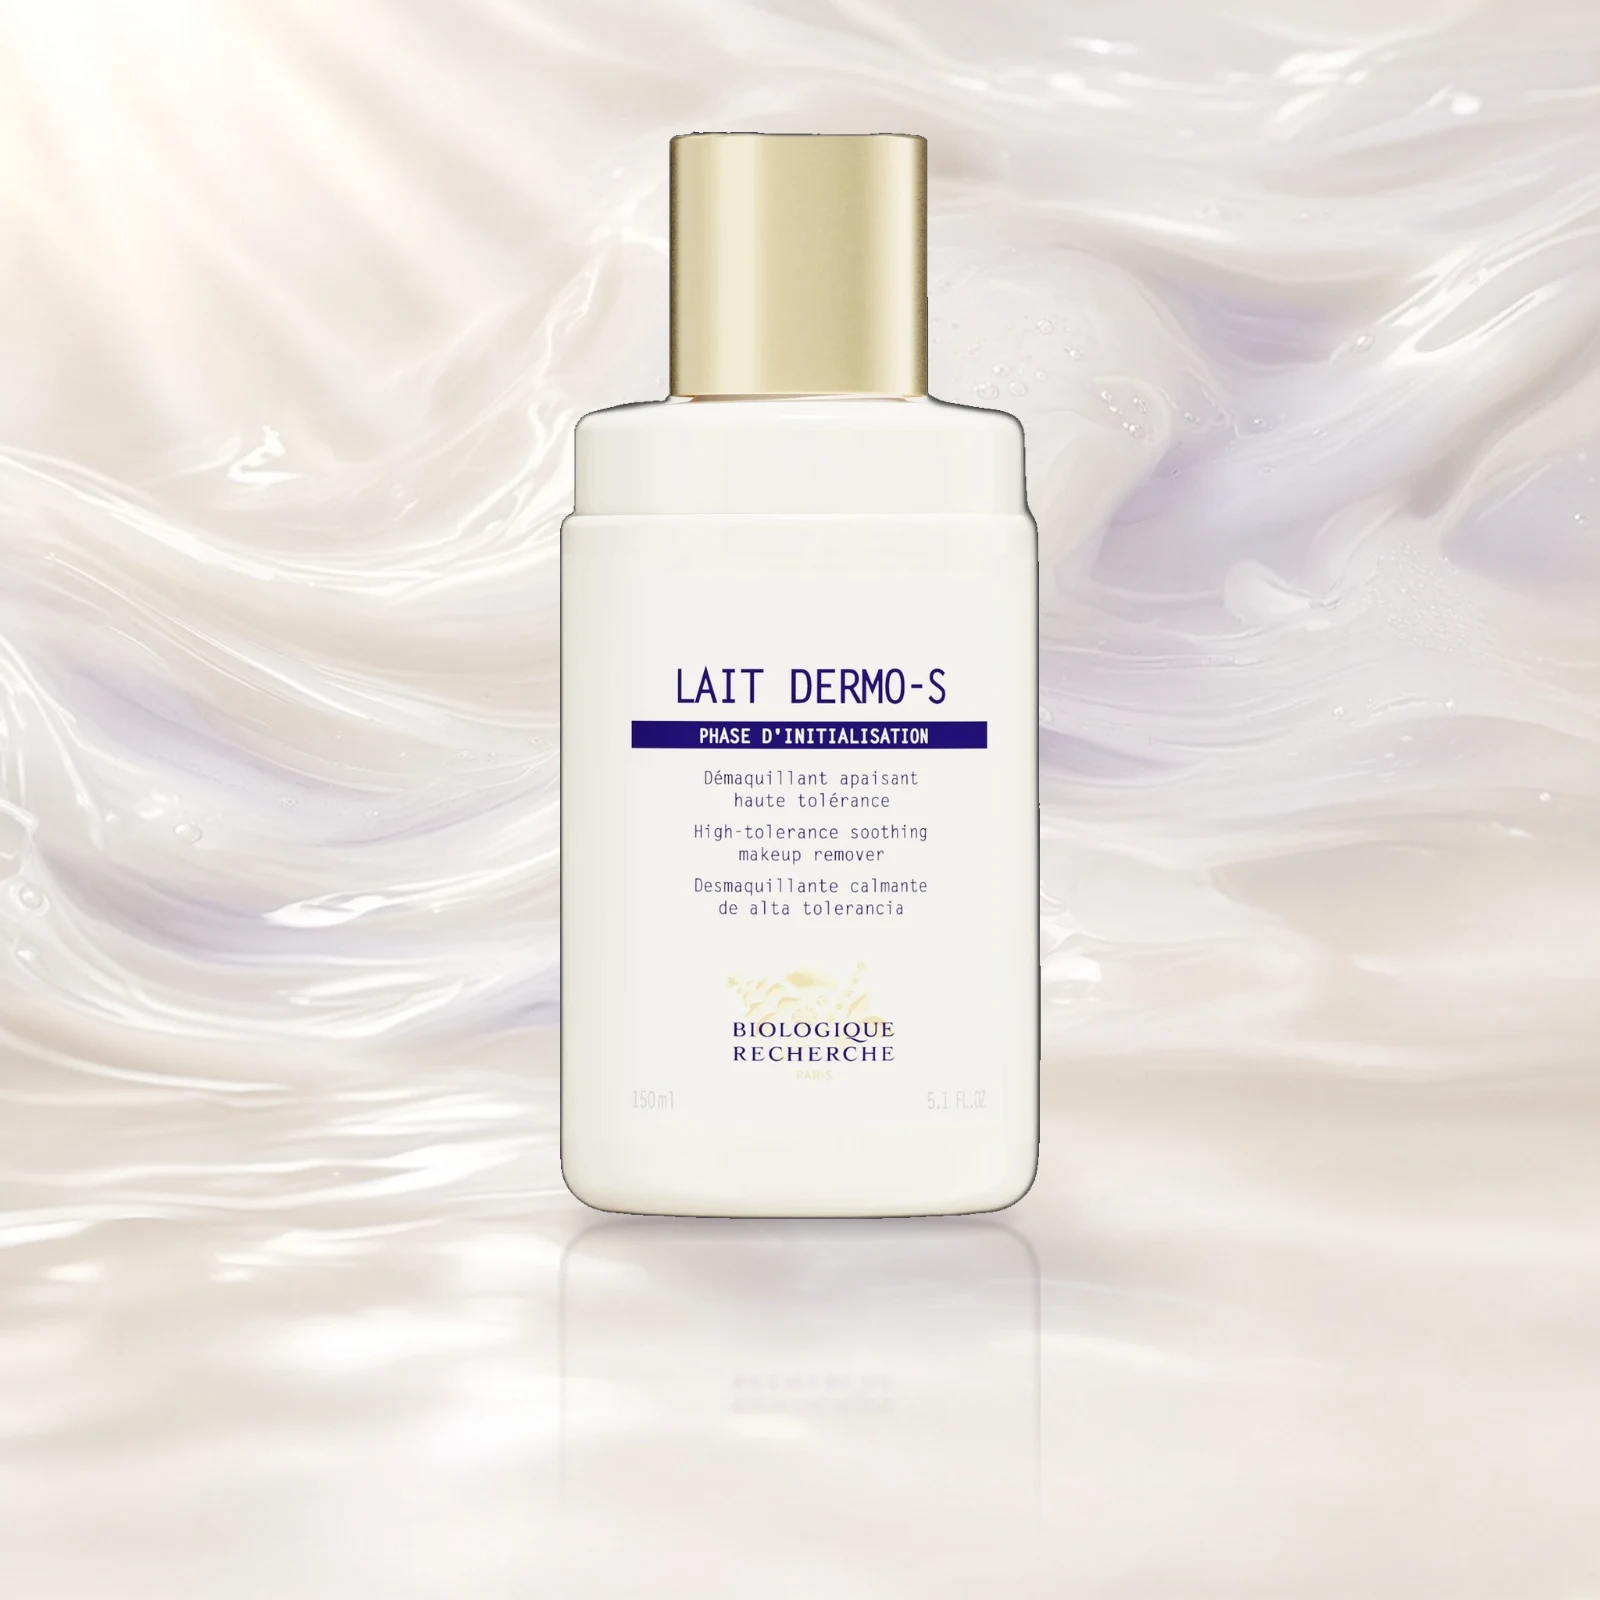 LAIT DERMO-S
PHASE D'INITIALISATION
Démaquillant apaisant
haute tolérance
High-tolerance soothing
makeup remover
Desmaquillante calmante
de alta tolerancia
BIOLOGIQUE
RECHERCHE
PARIS
150ml 5.1 FL.OZ